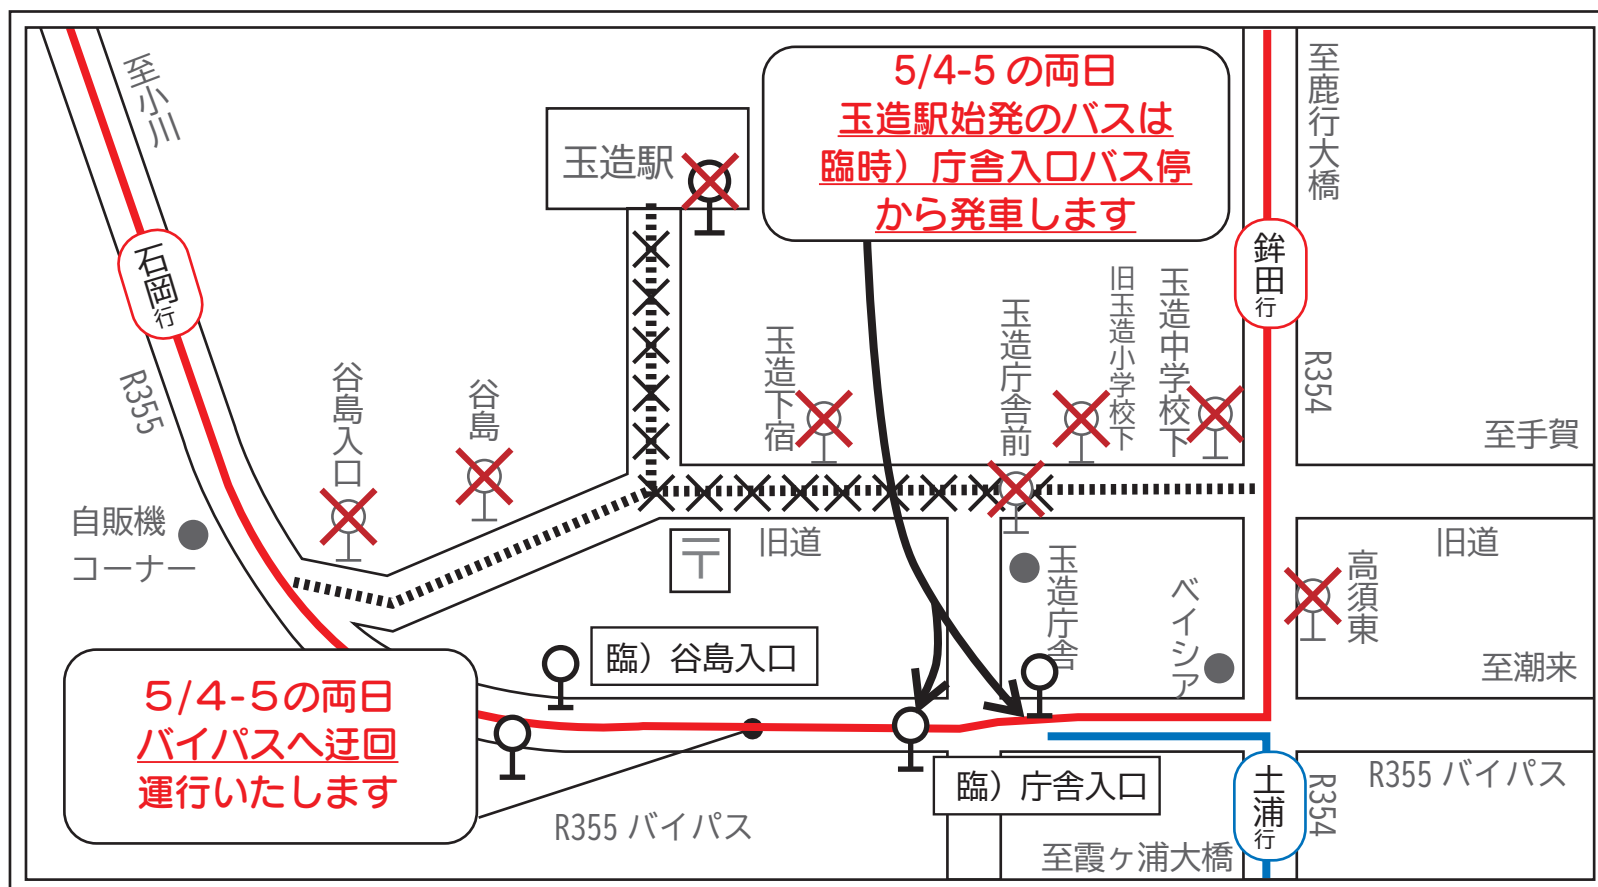 至小川
5/4-5の両日
玉造駅始発のバスは
臨時）庁舎入口バス停
から発車します
至鹿行大橋
玉造駅
石岡行
鉾田行
R355
R354
谷島入口
谷島
玉造下宿
玉造庁舎前
旧玉造小学校下
玉造中学校下
至手賀
自販機
コーナー
〒
旧道
旧道
玉造庁舎
ベイシア
高須東
至潮来
臨）谷島入口
5/4-5の両日
バイパスへ迂回
運行いたします
臨）庁舎入口
R355 バイパス
R355 バイパス
土浦行
R354
至霞ヶ浦大橋